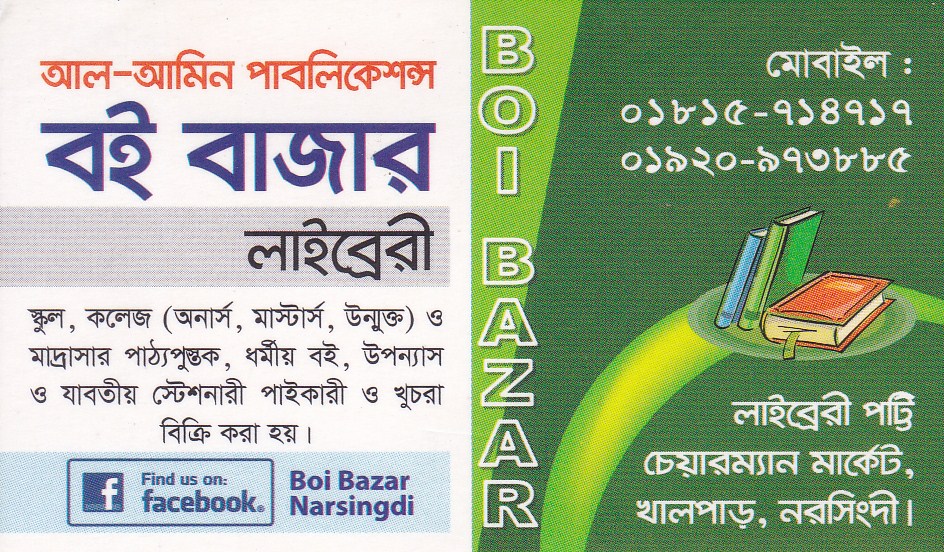 আল-আমিন পাবলিকেশন্স
বই বাজার
লাইব্রেরী
স্কুল, কলেজ (অনার্স, মাস্টার্স, উন্মুক্ত) ও
মাদ্রাসার পাঠ্যপুস্তক, ধর্মীয় বই, উপন্যাস
ও যাবতীয় স্টেশনারী পাইকারী ও খুচরা
বিক্রি করা হয়।
Find us on:
facebook.
Boi Bazar
Narsingdi
BOI BAZAR
মোবাইল :
০১৮১৫-৭১৪৭১৭
০১৯২০-৯৭৩৮৮৫
লাইব্রেরী পট্টি
চেয়ারম্যান মার্কেট,
খালপাড়, নরসিংদী।